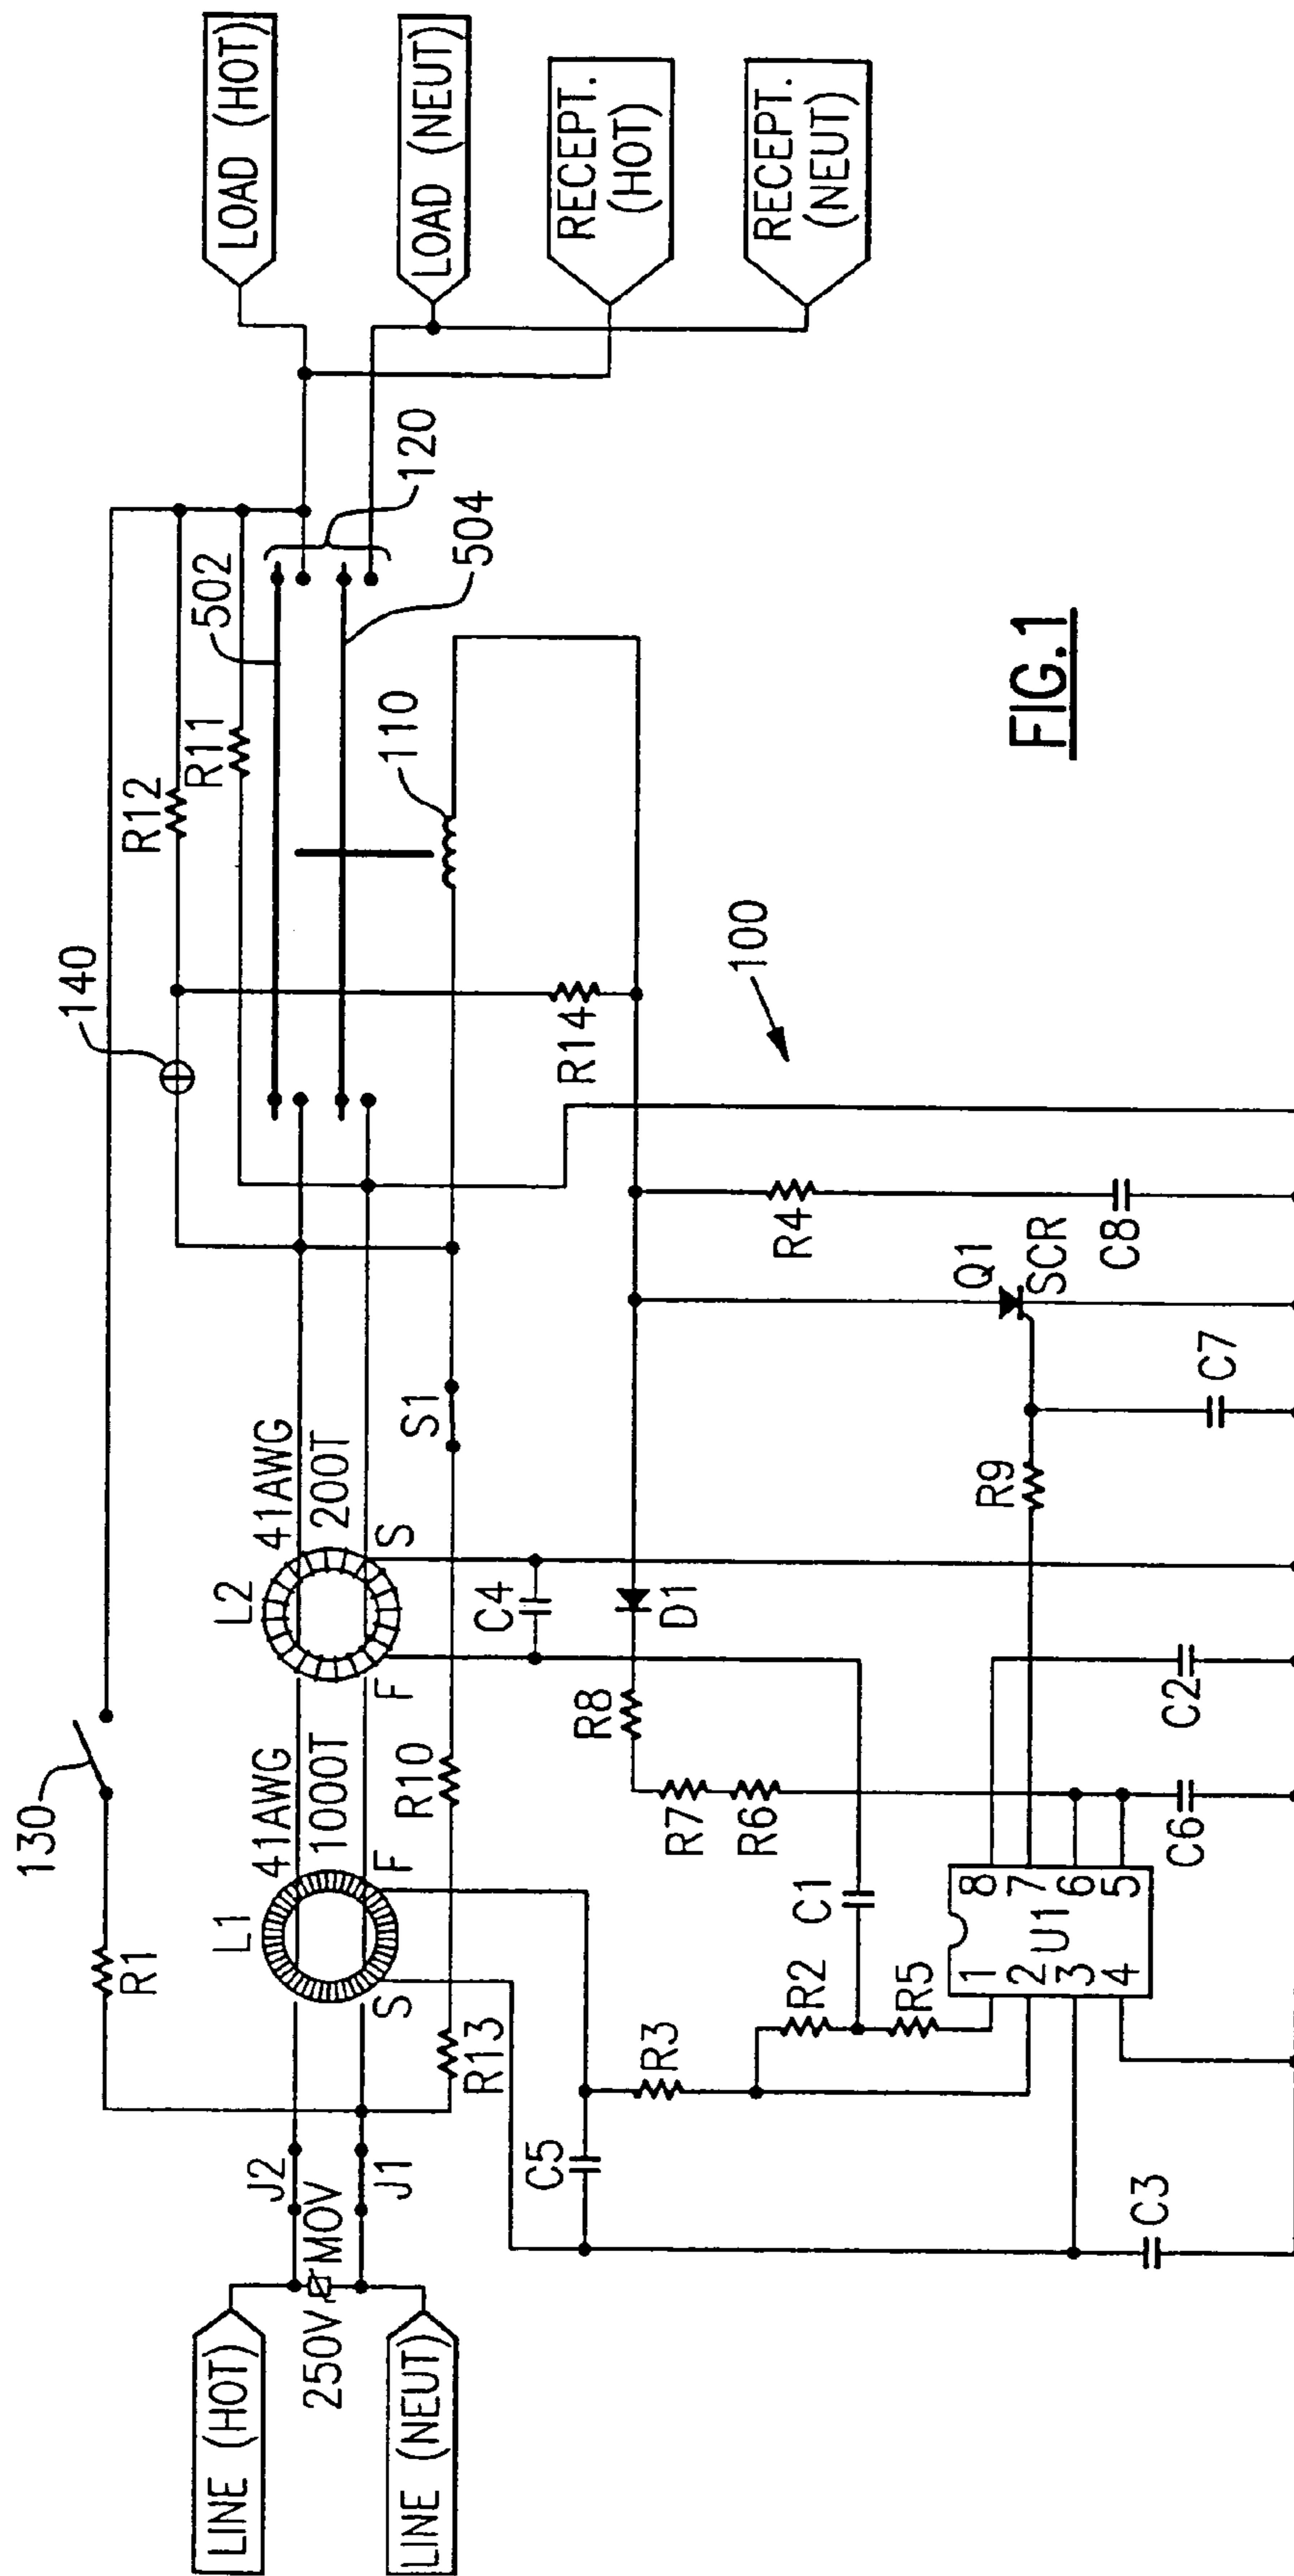 130
R1
140
R12
R11
502
120
504
110
LOAD (HOT)
LOAD (NEUT)
RECEPT.
(HOT)
RECEPT.
(NEUT)
LINE (HOT)
250V
MOV
LINE (NEUT)
J2
J1
L1
41AWG
1000T
S
F
L2
41AWG
200T
F
S
R13
R10
S1
C5
C4
R14
R3
R8
D1
R7
R6
R2
C1
R5
R4
100
R9
Q1
SCR
C8
C7
1
2
3
4
U1
8
7
6
5
C3
C6
C2
FIG.1